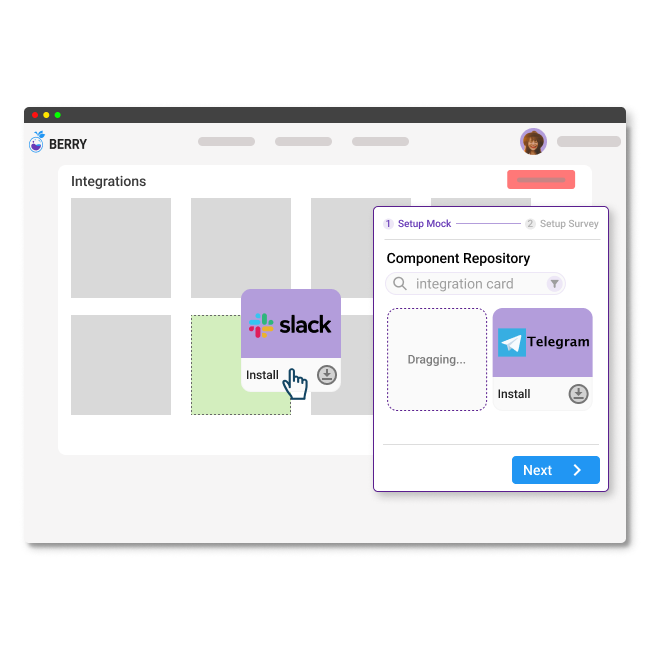 BERRY
Integrations
1 Setup Mock
2 Setup Survey
Component Repository
integration card
slack
Install
Dragging...
Telegram
Install
Next